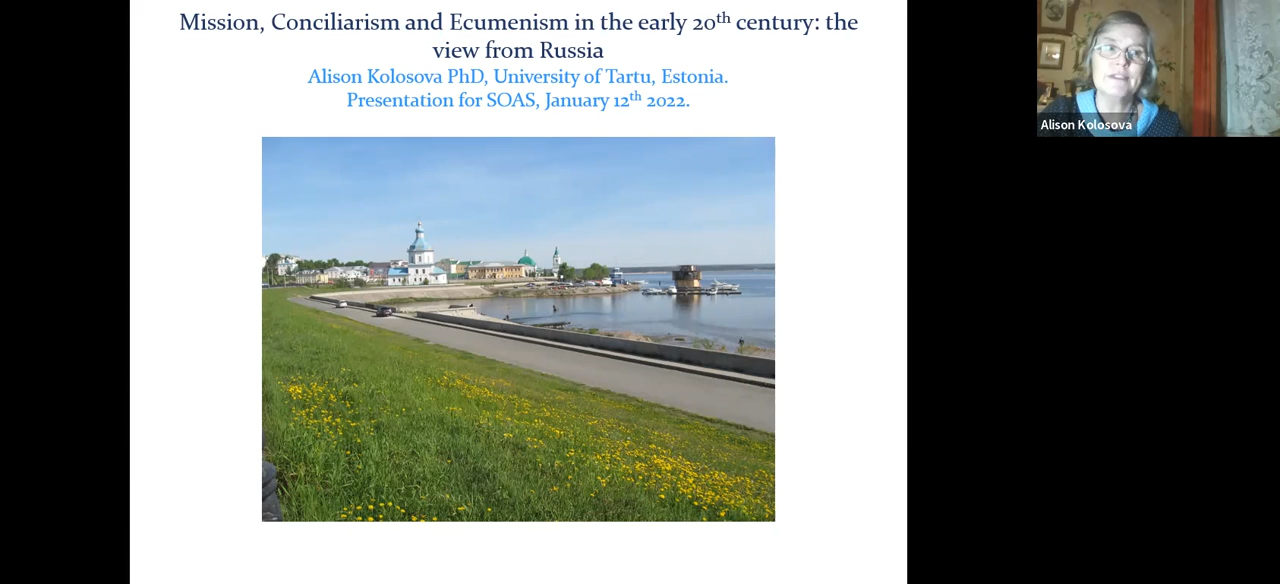 Mission, Conciliarism and Ecumenism in the early 20th century: the
view from Russia
Alison Kolosova PhD, University of Tartu, Estonia.
Presentation for SOAS, January 12th 2022.
Alison Kolosova